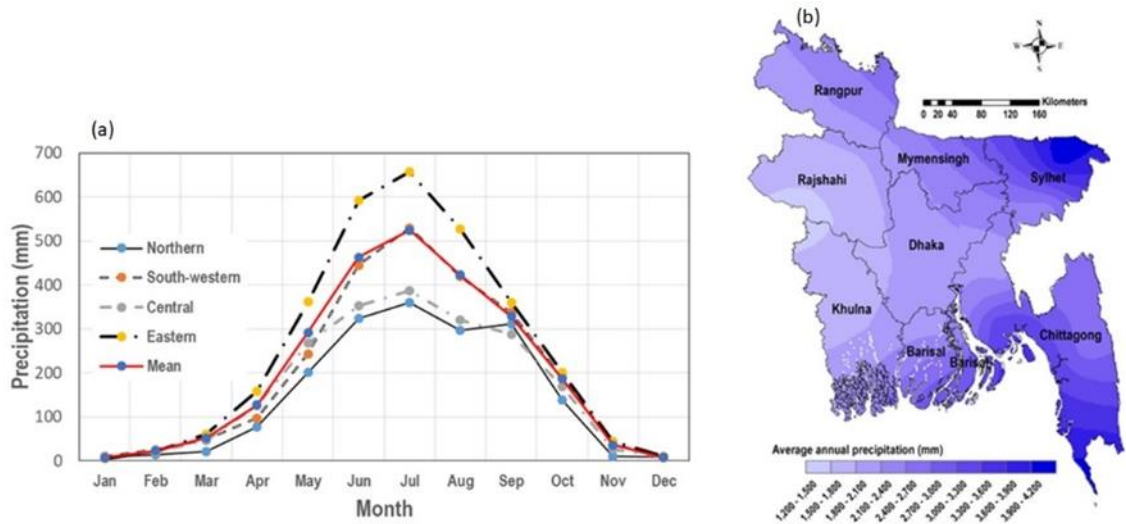 (a)
Precipitation (mm)
700
600
500
400
300
200
100
0
Northern
South-western
Central
Eastern
Mean
Jan Feb Mar Apr May Jun Jul Aug Sep Oct Nov Dec
Month
(b)
N
W E
S
Kilometers
0 20 40 80 120 160
Rangpur
Mymensingh
Sylhet
Rajshahi
Dhaka
Khulna
Chittagong
Barisal
Barisal
Average annual precipitation (mm)
1,200 - 1,500
1,500 - 1,800
1,800 - 2,100
2,100 - 2,400
2,400 - 2,700
2,700 - 3,000
3,000 - 3,300
3,300 - 3,600
3,600 - 3,900
3,900 - 4,200